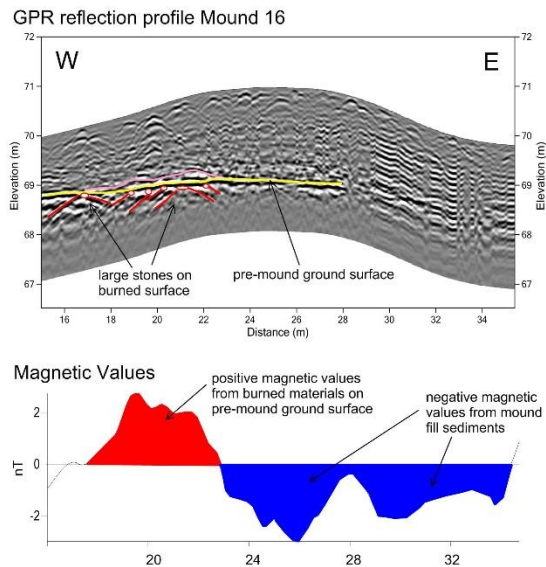 GPR reflection profile Mound 16
W
E
72
71
70
69
68
67
Elevation (m)
72
71
70
69
68
67
Elevation (m)
large stones on
burned surface
pre-mound ground surface
16 18 20 22 24 26 28 30 32 34
Distance (m)
Magnetic Values
positive magnetic values
from burned materials on
pre-mound ground surface
negative magnetic
values from mound
fill sediments
2
0
-2
nT
20 24 28 32